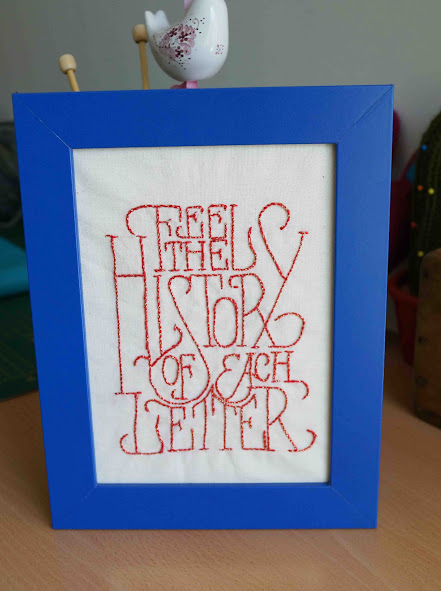 FEEL
THE
HISTORY
OF EACH
LETTER